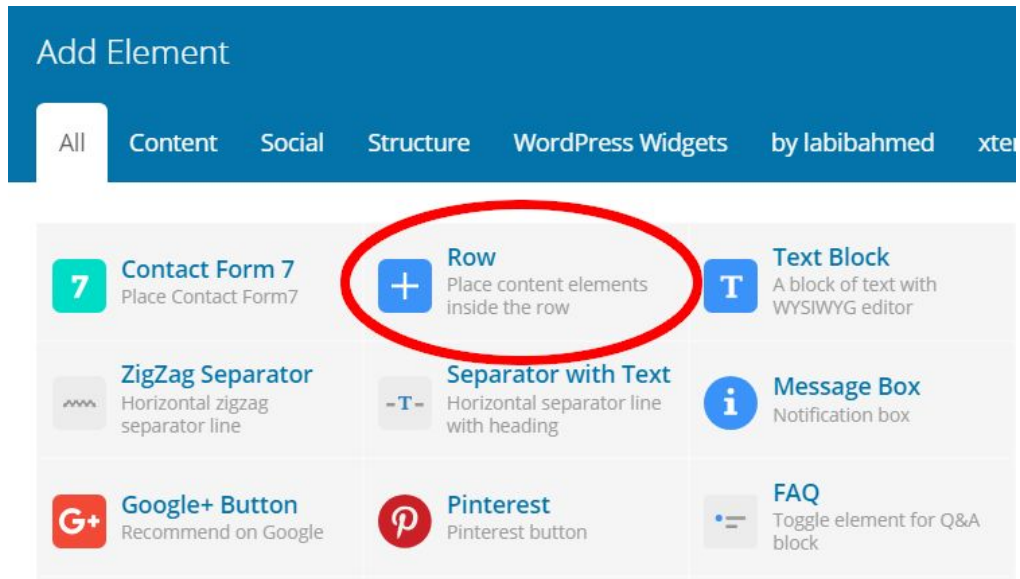 Add Element
All Content Social Structure WordPress Widgets by labibahmed
7 Contact Form 7
Place Contact Form7
Row
Place content elements
inside the row
T Text Block
A block of text with
WYSIWYG editor
ZigZag Separator
Horizontal zigzag
separator line
-T- Separator with Text
Horizontal separator line
with heading
i Message Box
Notification box
G+ Google+ Button
Recommend on Google
Pinterest
Pinterest button
FAQ
Toggle element for Q&A
block